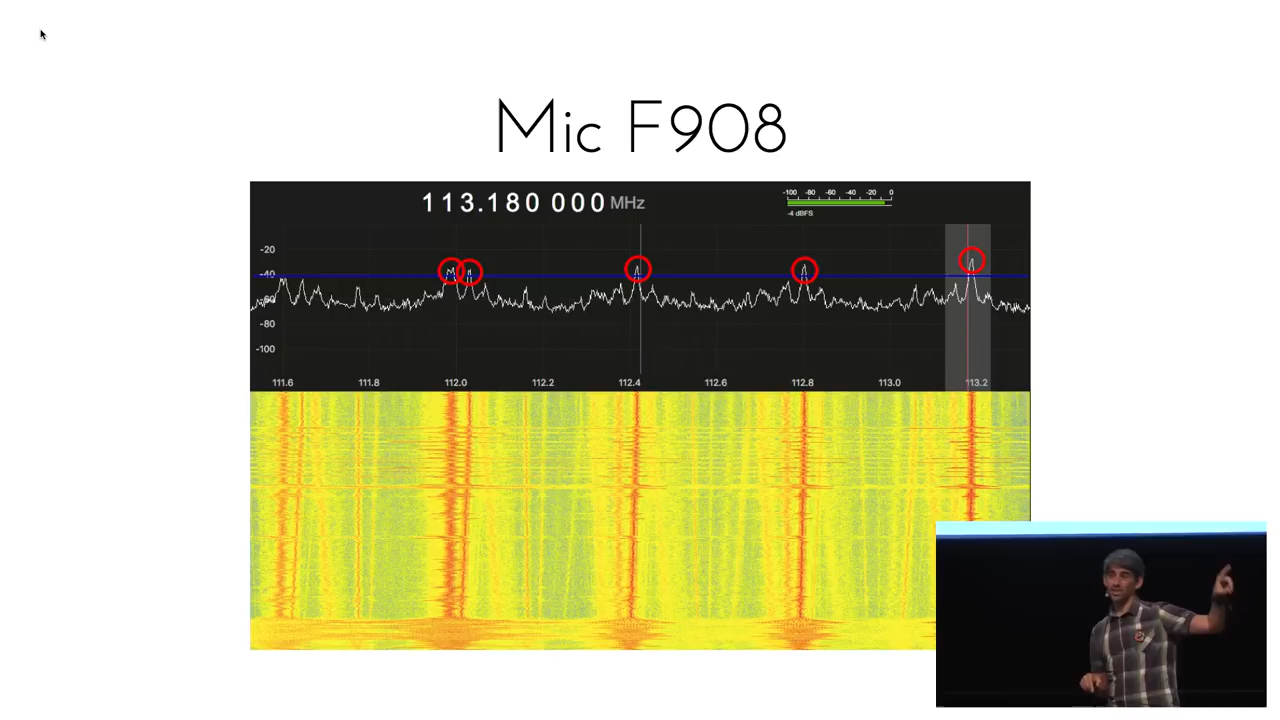 Mic F908
113.180 000 MHz
-100 -80 -60 -40 -20 0
-4 dBFS
-20
-40
-60
-80
-100
111.6 111.8 112.0 112.2 112.4 112.6 112.8 113.0 113.2